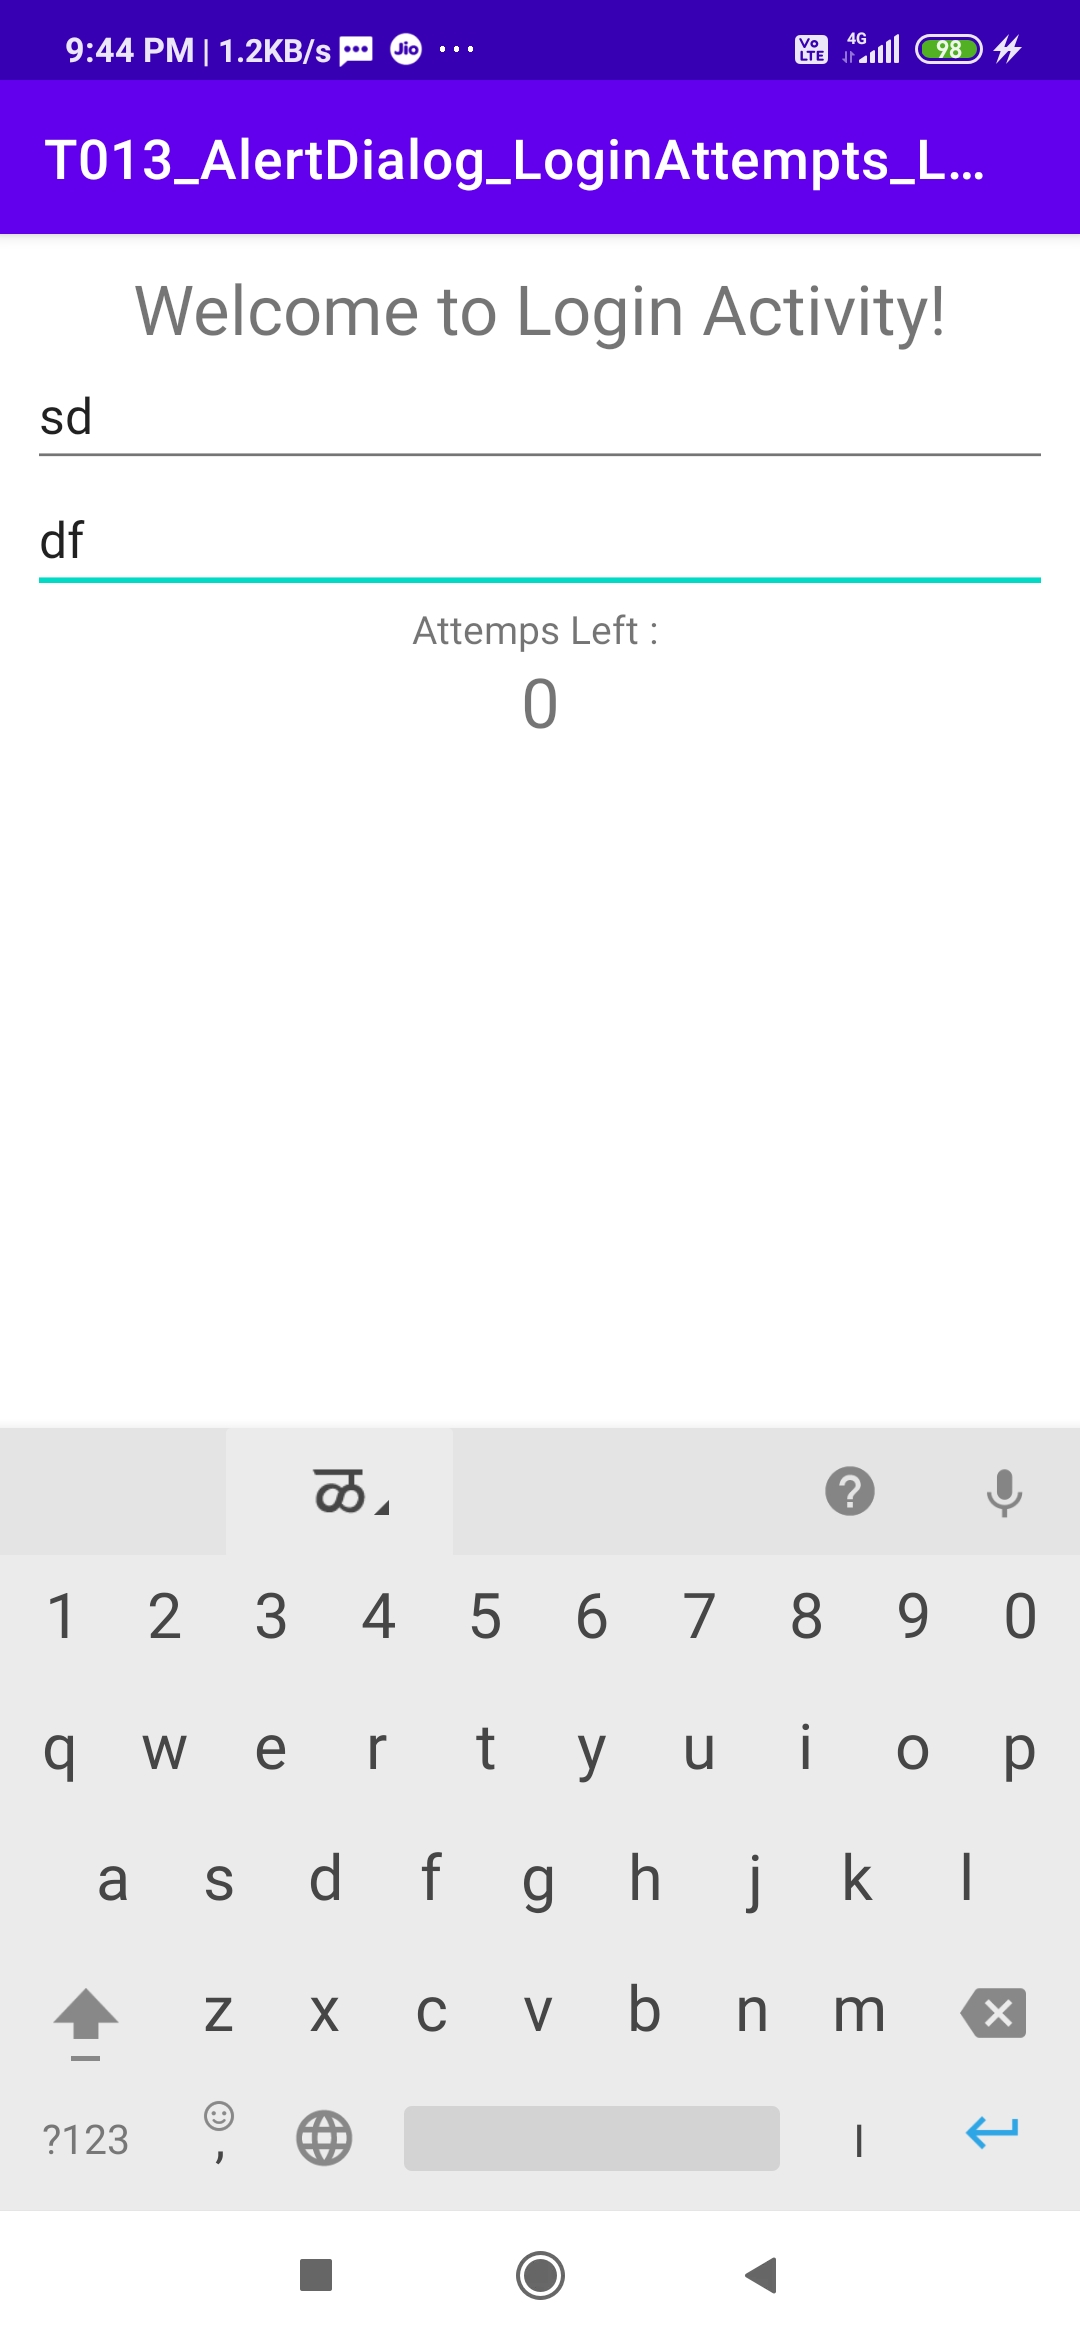 9:44 PM | 1.2KB/s Jio ... Vo LTE 4G 98
T013_AlertDialog_LoginAttempts_L...
Welcome to Login Activity!
sd
df
Attemps Left :
0
ळ
1 2 3 4 5 6 7 8 9 0
q w e r t y u i o p
a s d f g h j k l
z x c v b n m
?123 , ।